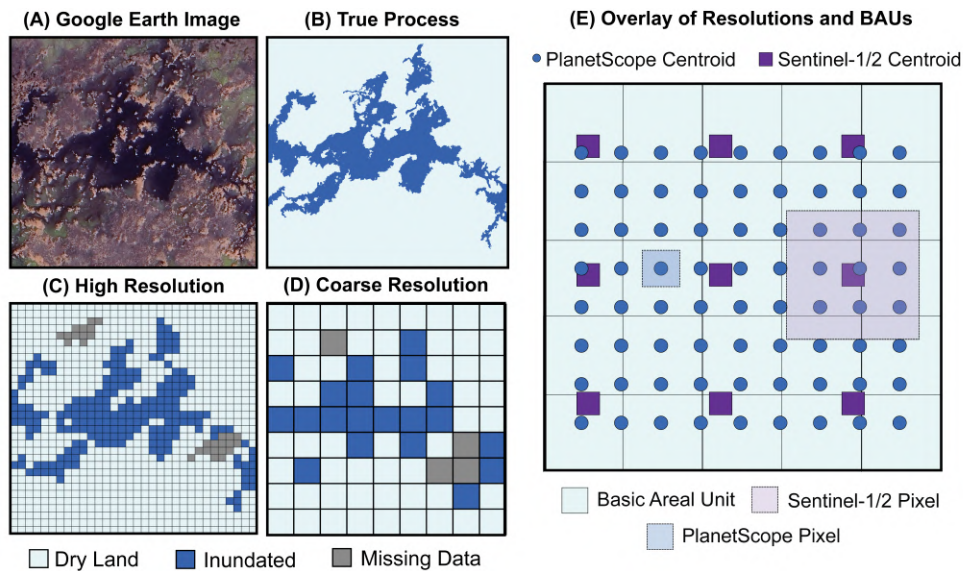 (A) Google Earth Image
(B) True Process
(C) High Resolution
(D) Coarse Resolution
Dry Land
Inundated
Missing Data
(E) Overlay of Resolutions and BAUs
PlanetScope Centroid
Sentinel-1/2 Centroid
Basic Areal Unit
Sentinel-1/2 Pixel
PlanetScope Pixel